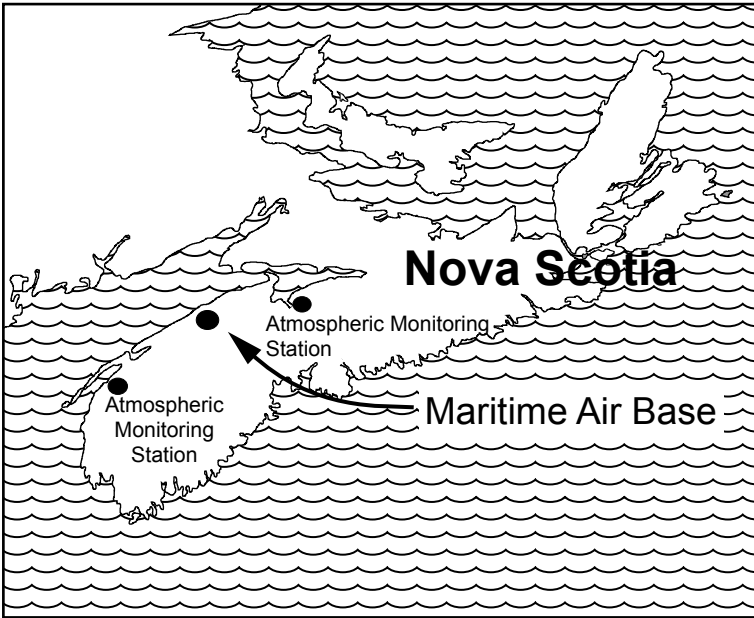 Nova Scotia
Atmospheric Monitoring
Station
Maritime Air Base
Atmospheric
Monitoring
Station